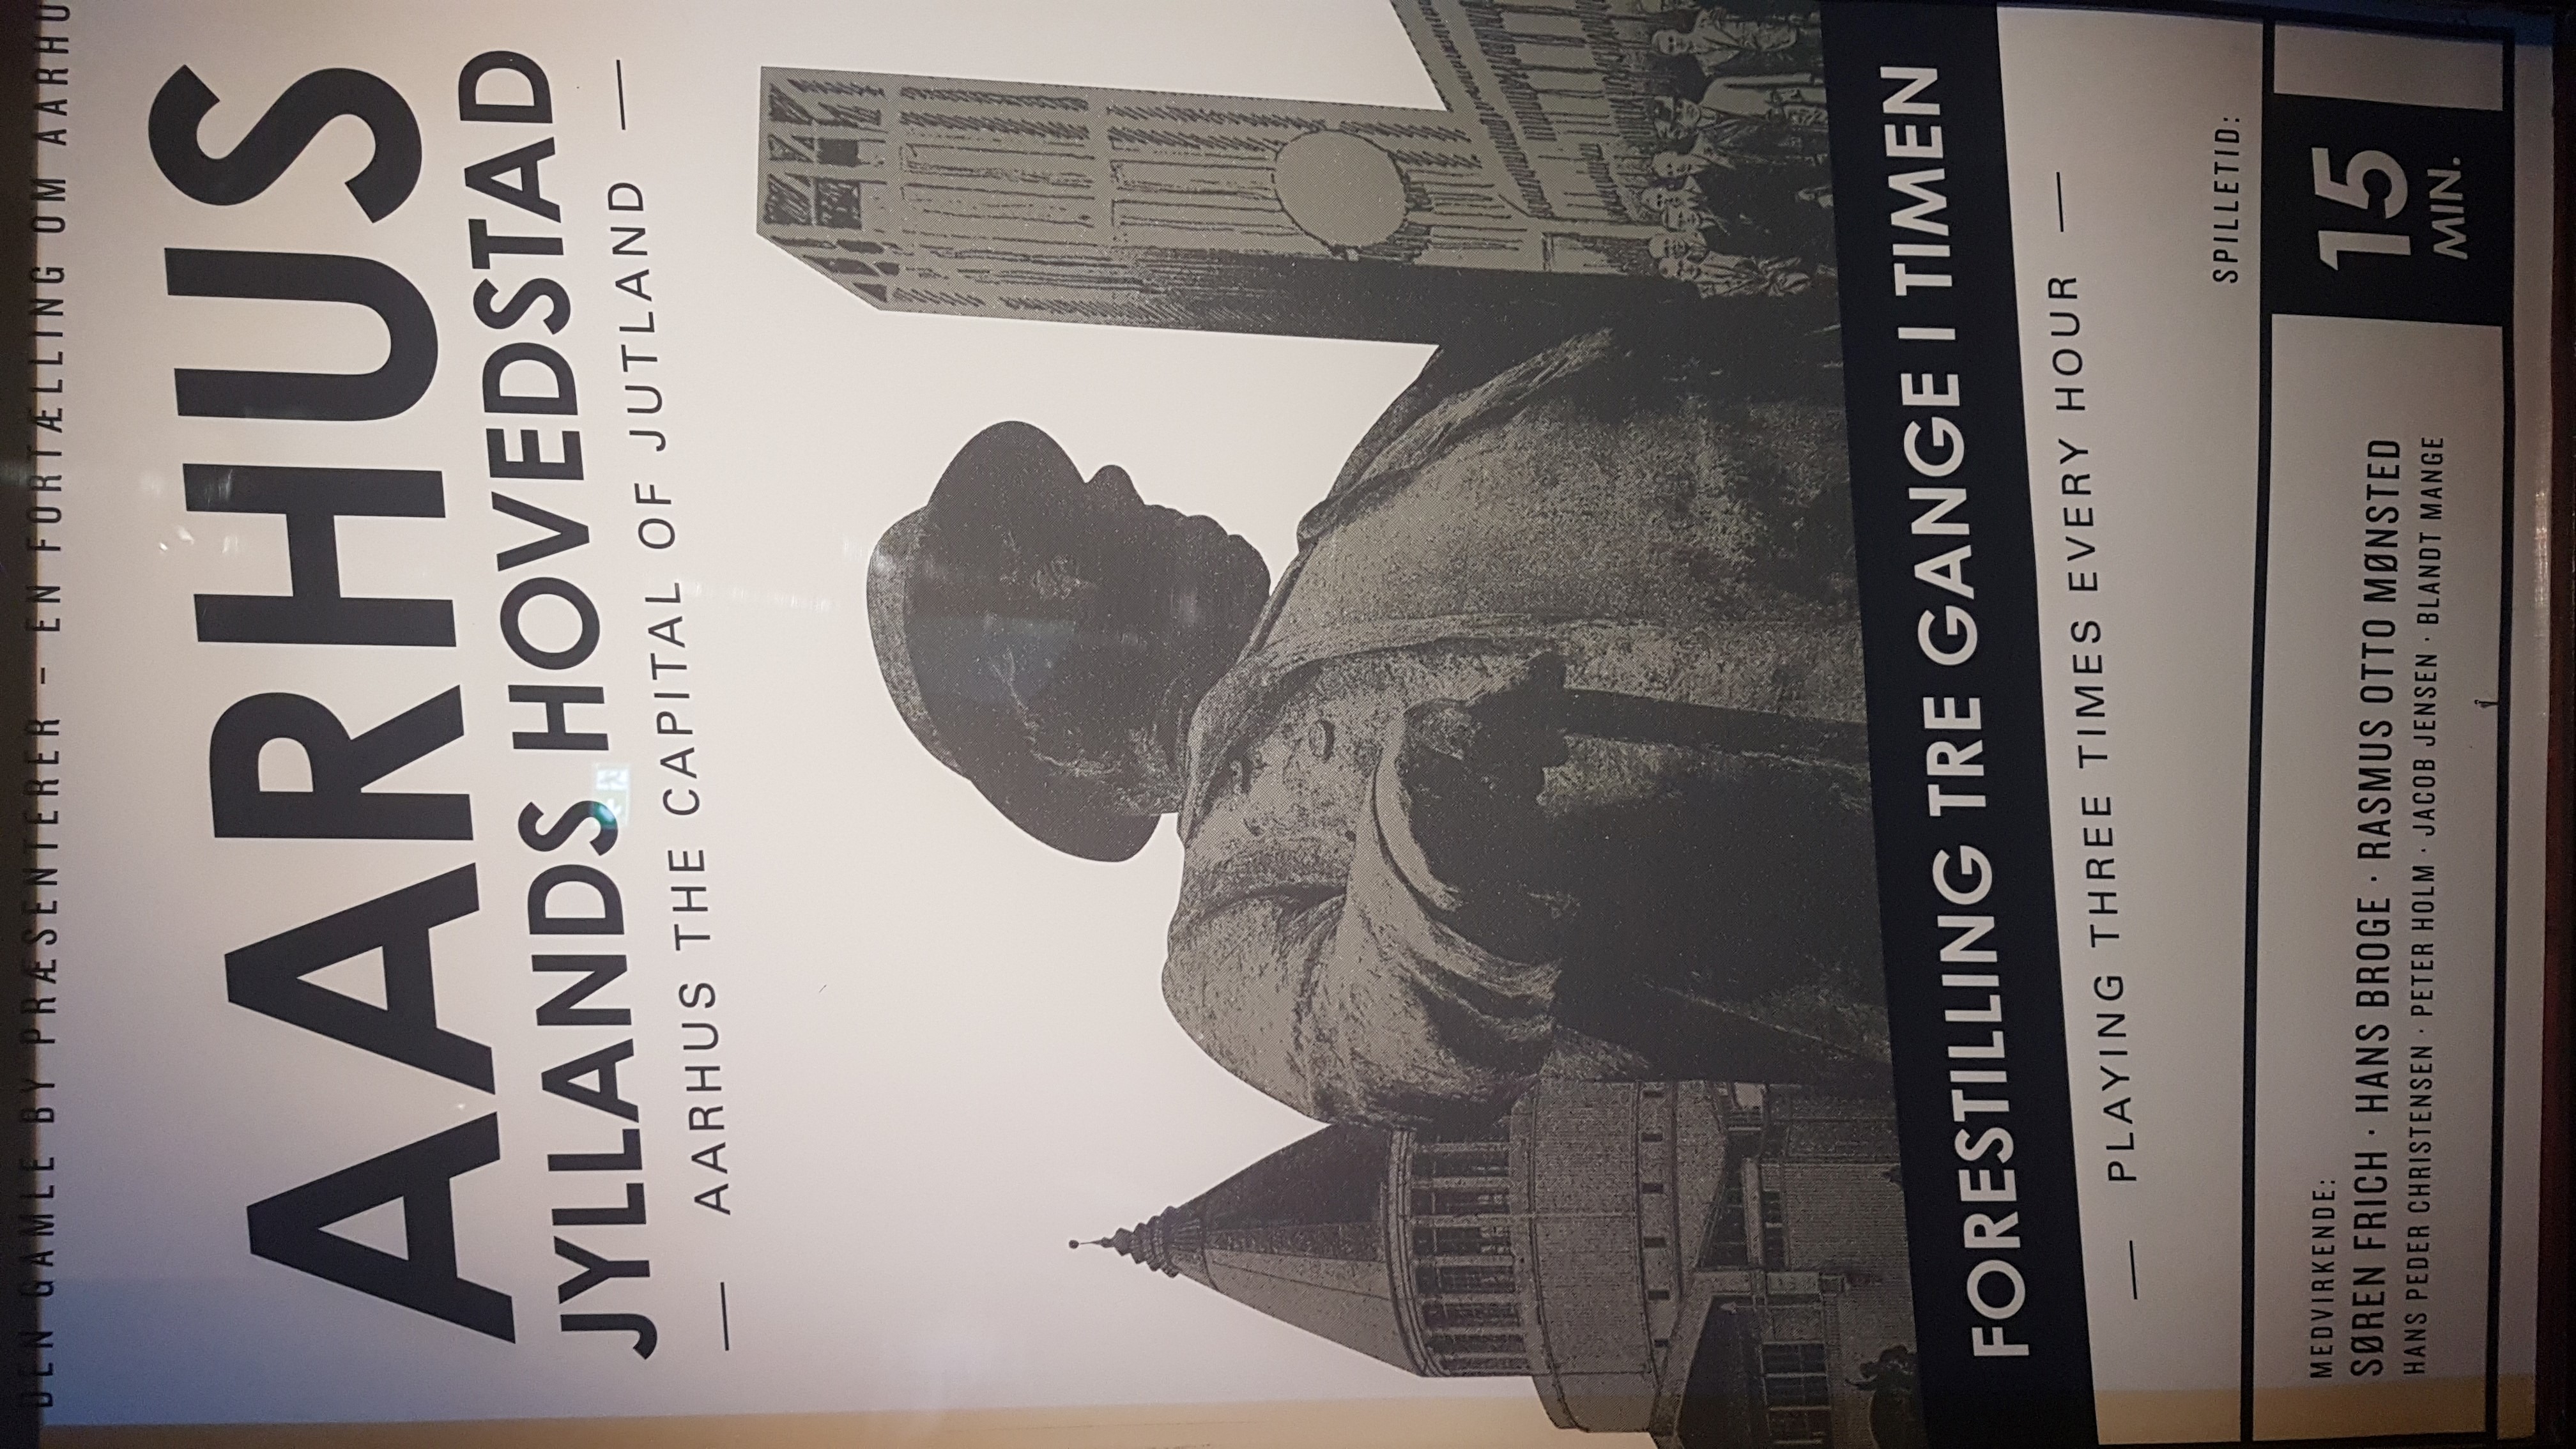 DEN GAMLE BY PRÆSENTERER – EN FORTÆLLING OM AARHU
AARHUS
JYLLANDS HOVEDSTAD
— AARHUS THE CAPITAL OF JUTLAND —
FORESTILLING TRE GANGE I TIMEN
— PLAYING THREE TIMES EVERY HOUR —
SPILLETID:
15
MIN.
MEDVIRKENDE:
SØREN FRICH · HANS BROGE · RASMUS OTTO MØNSTED
HANS PEDER CHRISTENSEN · PETER HOLM · JACOB JENSEN · BLANDT MANGE